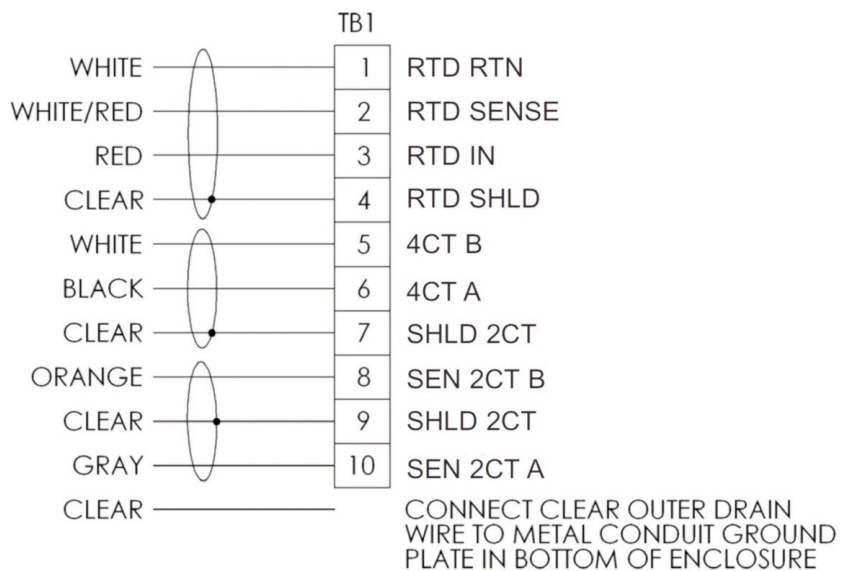 TB1
WHITE 1 RTD RTN
WHITE/RED 2 RTD SENSE
RED 3 RTD IN
CLEAR 4 RTD SHLD
WHITE 5 4CT B
BLACK 6 4CT A
CLEAR 7 SHLD 2CT
ORANGE 8 SEN 2CT B
CLEAR 9 SHLD 2CT
GRAY 10 SEN 2CT A
CLEAR CONNECT CLEAR OUTER DRAIN
WIRE TO METAL CONDUIT GROUND
PLATE IN BOTTOM OF ENCLOSURE